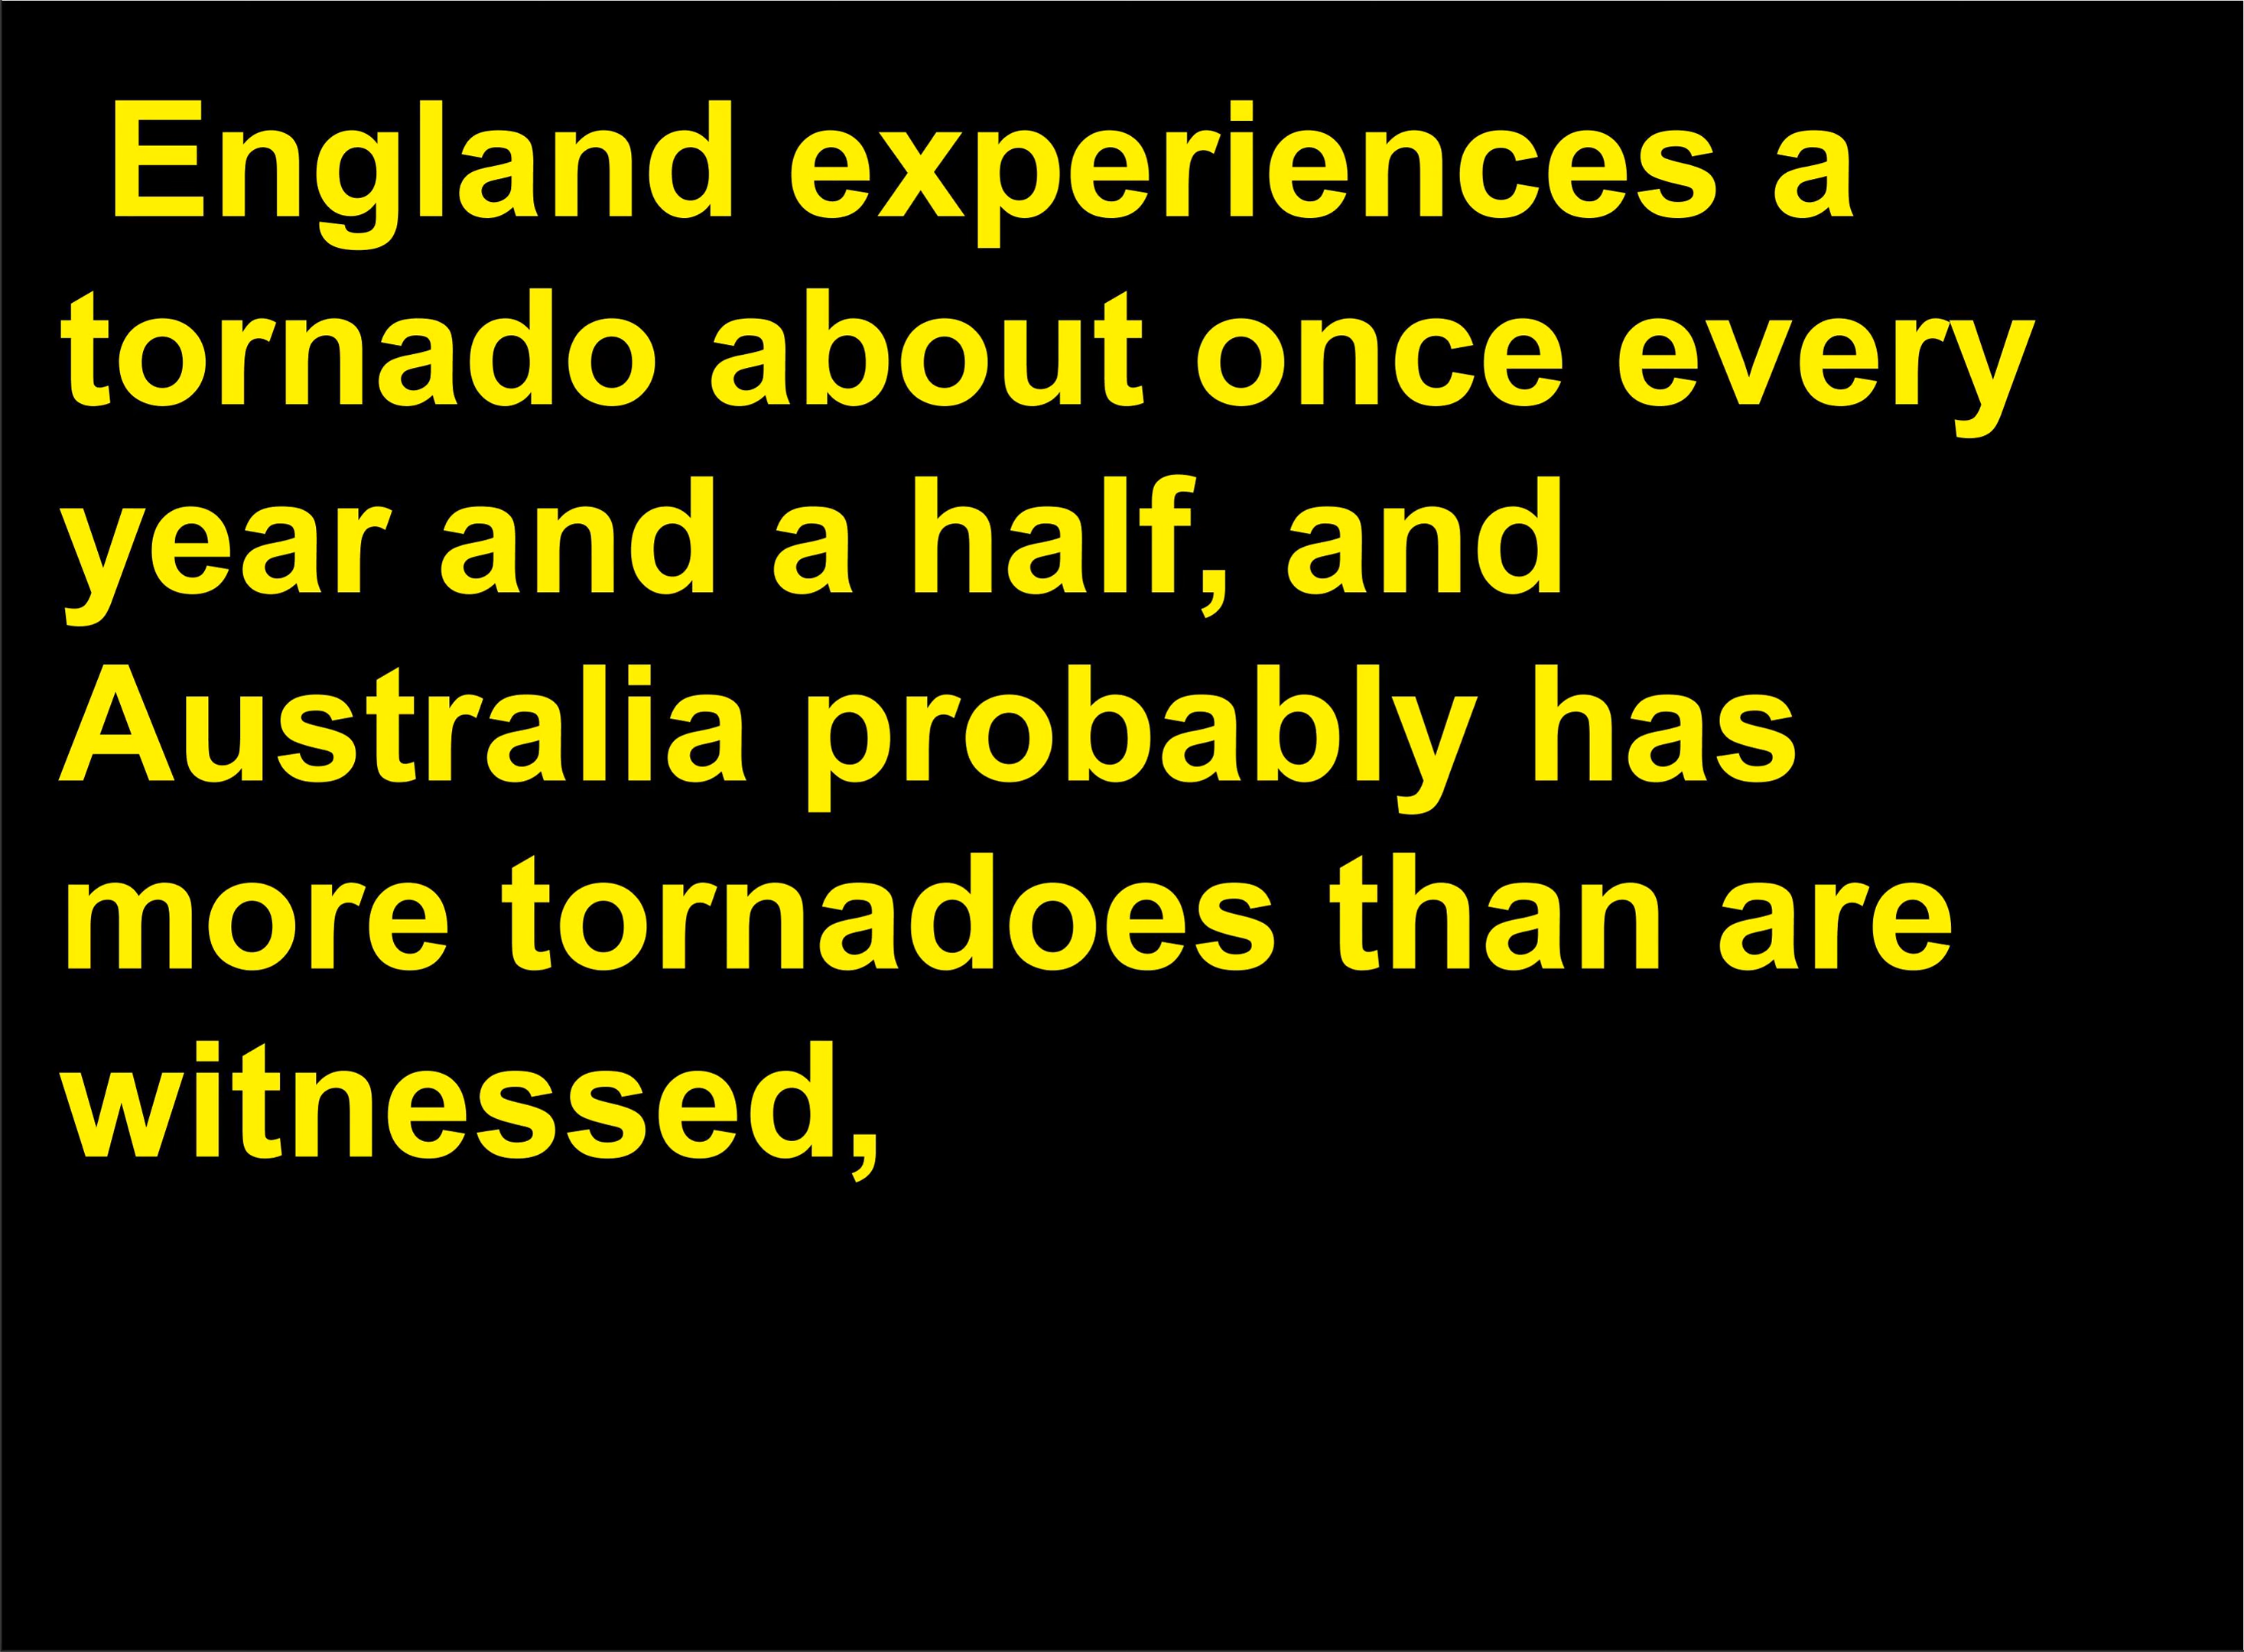 England experiences a
tornado about once every
year and a half, and
Australia probably has
more tornadoes than are
witnessed,